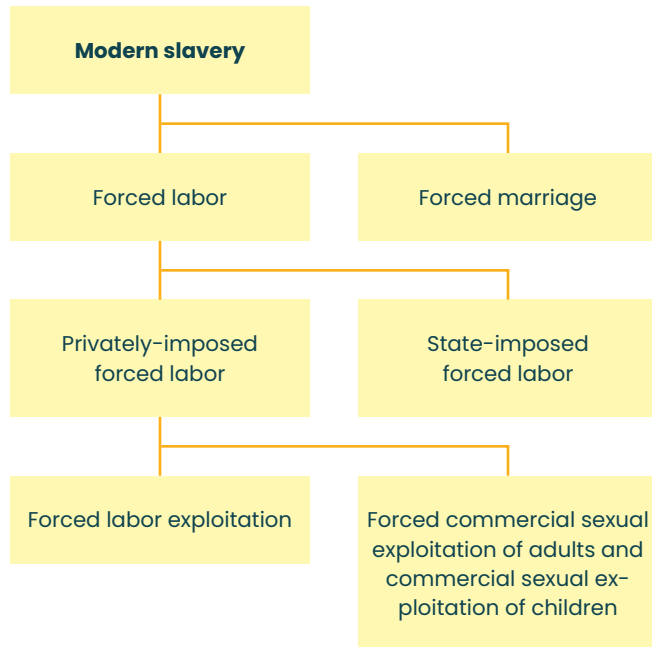 Modern slavery
Forced labor
Forced marriage
Privately-imposed
forced labor
State-imposed
forced labor
Forced labor exploitation
Forced commercial sexual
exploitation of adults and
commercial sexual ex-
ploitation of children